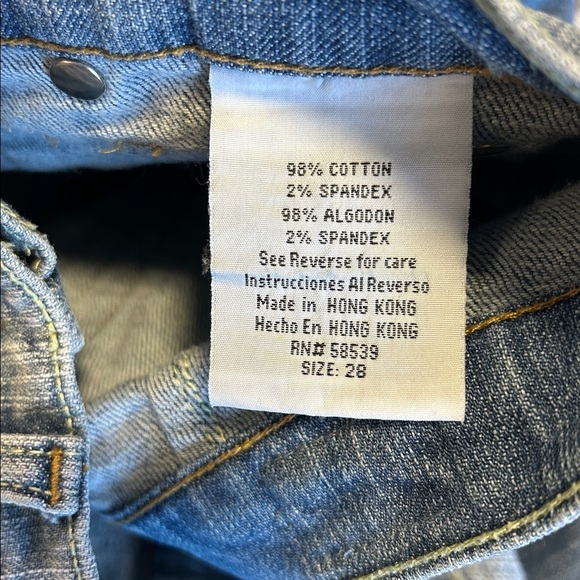 98% COTTON
2% SPANDEX
98% ALGODON
2% SPANDEX
See Reverse for care
Instrucciones Al Reverso
Made in HONG KONG
Hecho En HONG KONG
RN# 58539
SIZE: 28